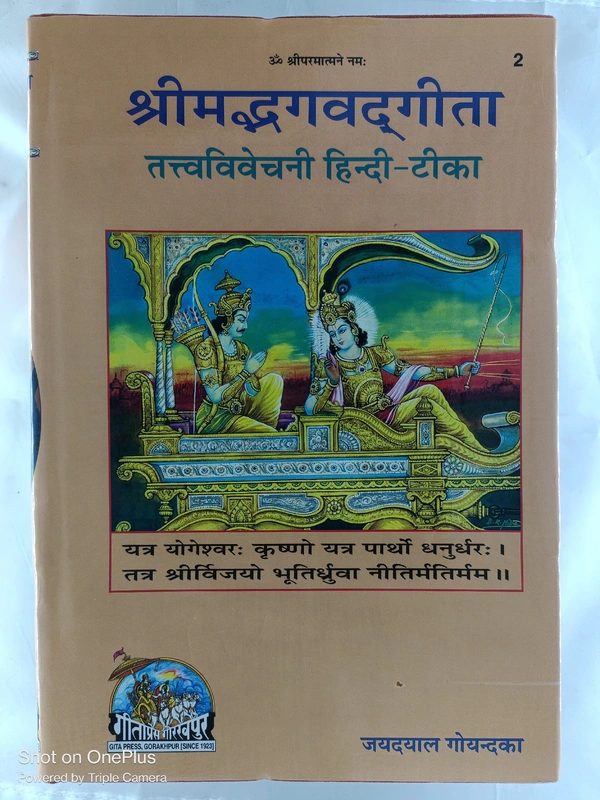 ॐ श्रीपरमात्मने नमः
2
श्रीमद्भगवद्गीता
तत्त्वविवेचनी हिन्दी-टीका
यत्र योगेश्वरः कृष्णो यत्र पार्थो धनुर्धरः।
तत्र श्रीर्विजयो भूतिर्ध्रुवा नीतिर्मतिर्मम॥
गीताप्रेस गोरखपुर
GITA PRESS, GORAKHPUR [SINCE 1923]
जयदयाल गोयन्दका
Shot on OnePlus
Powered by Triple Camera